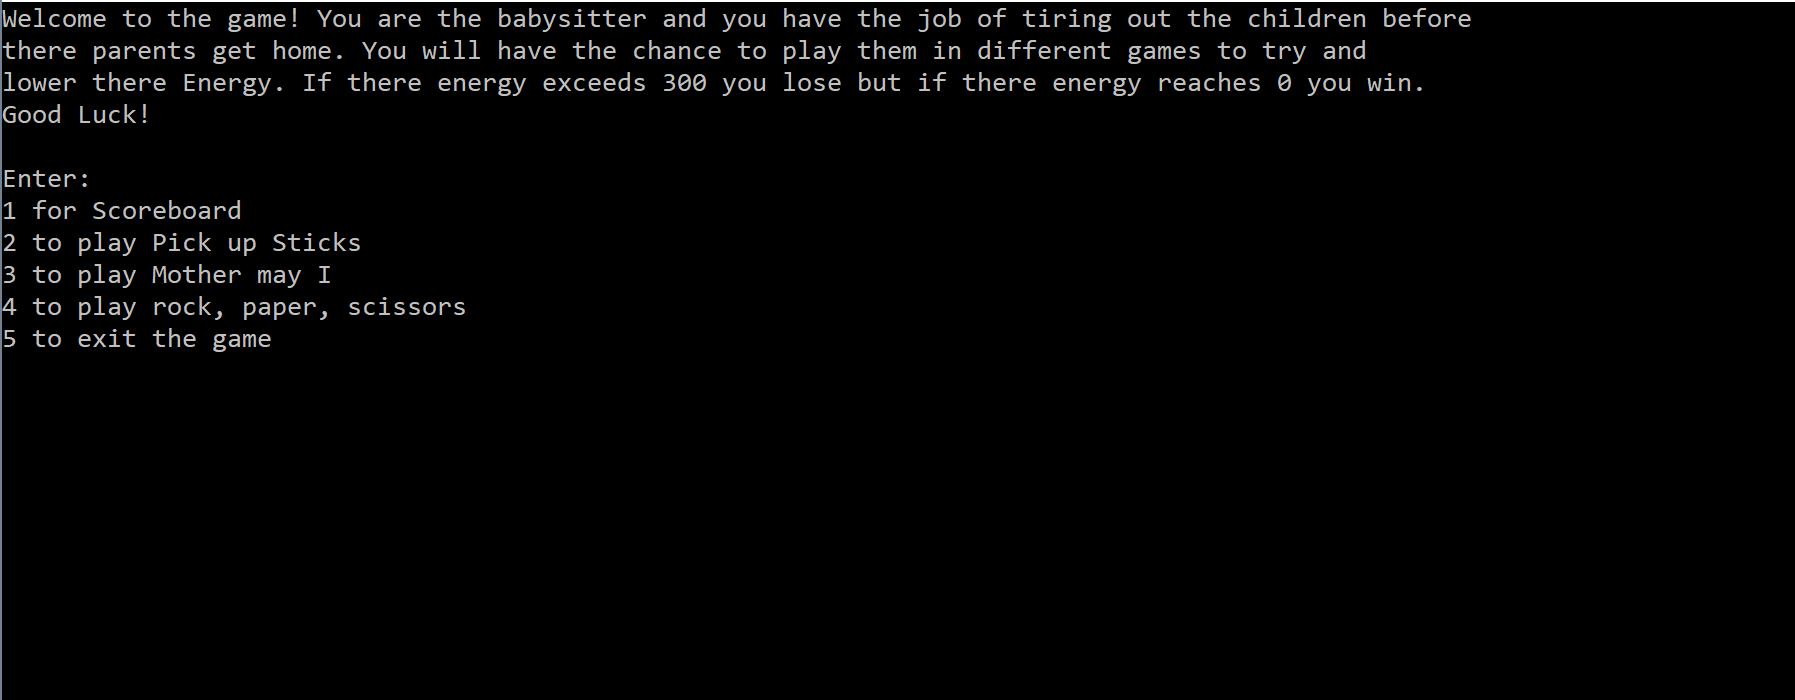 Welcome to the game! You are the babysitter and you have the job of tiring out the children before
there parents get home. You will have the chance to play them in different games to try and
lower there Energy. If there energy exceeds 300 you lose but if there energy reaches 0 you win.
Good Luck!
Enter:
1 for Scoreboard
2 to play Pick up Sticks
3 to play Mother may I
4 to play rock, paper, scissors
5 to exit the game